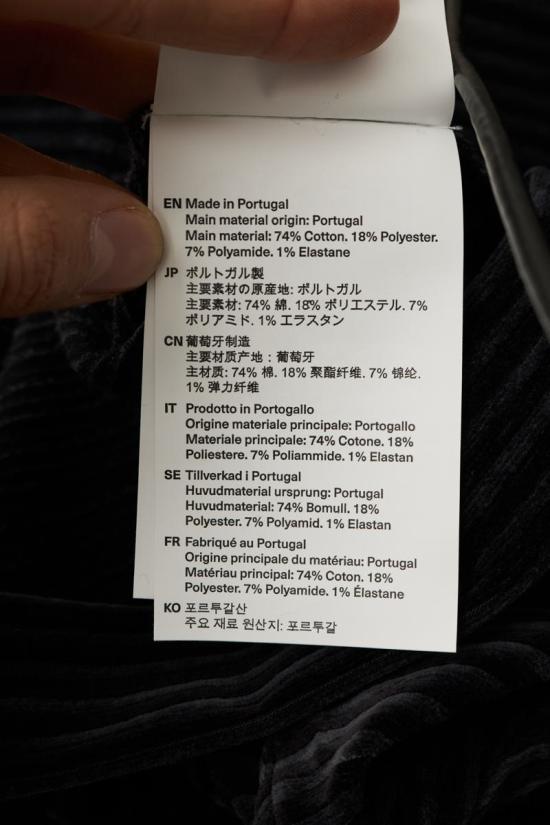 EN Made in Portugal
Main material origin: Portugal
Main material: 74% Cotton. 18% Polyester.
7% Polyamide. 1% Elastane
JP ポルトガル製
主要素材の原産地: ポルトガル
主要素材: 74% 綿. 18% ポリエステル. 7%
ポリアミド. 1% エラスタン
CN 葡萄牙制造
主要材质产地：葡萄牙
主材质: 74% 棉. 18% 聚酯纤维. 7% 锦纶.
1% 弹力纤维
IT Prodotto in Portogallo
Origine materiale principale: Portogallo
Materiale principale: 74% Cotone. 18%
Poliestere. 7% Poliammide. 1% Elastan
SE Tillverkad i Portugal
Huvudmaterial ursprung: Portugal
Huvudmaterial: 74% Bomull. 18%
Polyester. 7% Polyamid. 1% Elastan
FR Fabriqué au Portugal
Origine principale du matériau: Portugal
Matériau principal: 74% Coton. 18%
Polyester. 7% Polyamide. 1% Élastane
KO 포르투갈산
주요 재료 원산지: 포르투갈